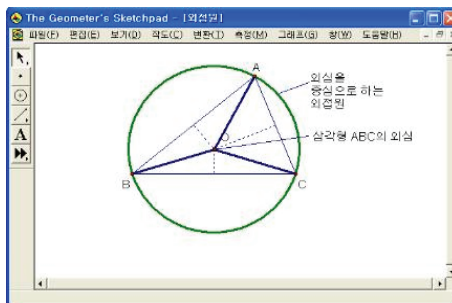 The Geometer's Sketchpad - [외접원]
파일(F) 편집(E) 보기(D) 작도(C) 변환(T) 측정(M) 그래프(G) 창(W) 도움말(H)
A
외심을
중심으로 하는
외접원
O
삼각형 ABC의 외심
A
B
C